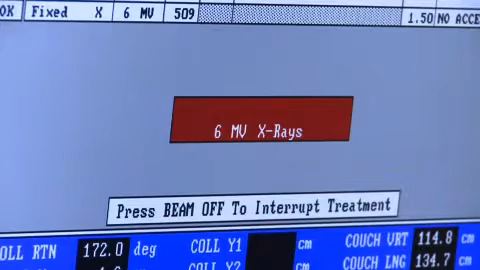 OK Fixed X 6 MV 509 1.50 NO ACCE
6 MV X-Rays
Press BEAM OFF To Interrupt Treatment
OLL RTN 172.0 deg COLL Y1 cm COUCH VRT 114.8 cm
COLL Y2 cm COUCH LNG 134.7 cm